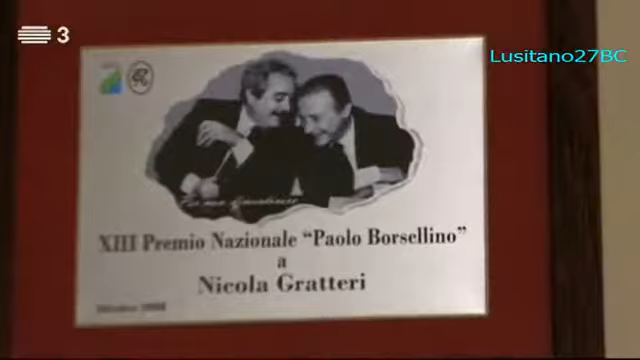 3
Lusitano27BC
XIII Premio Nazionale “Paolo Borsellino”
a
Nicola Gratteri